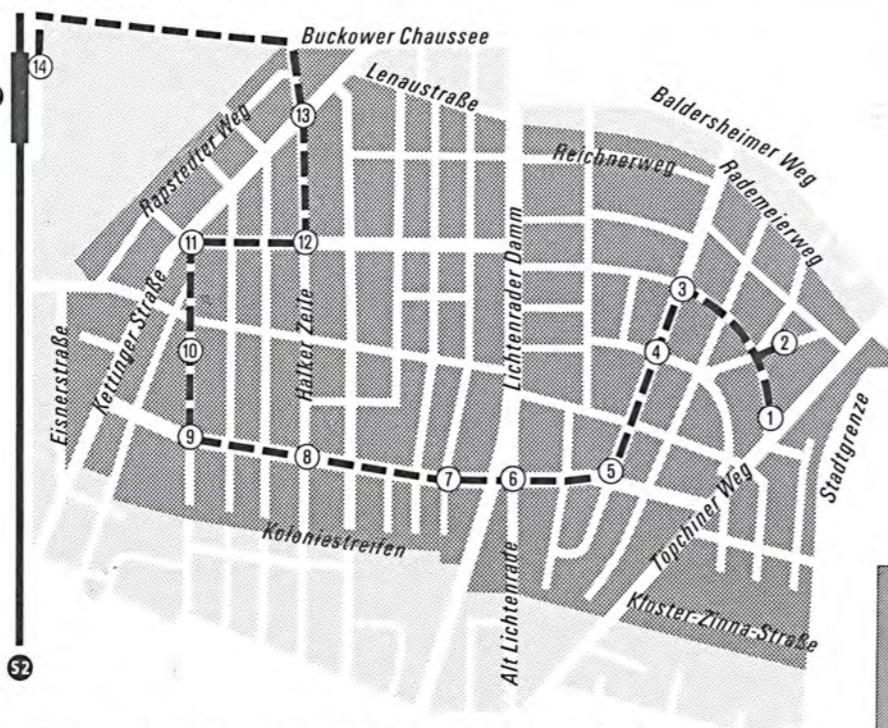 Buckower Chaussee
14
Lenaustraße
13
Rapstedter Weg
Baldersheimer Weg
Reichnerweg
Rademeierweg
11
12
3
Kettinger Straße
Halker Zeile
Lichtenrader Damm
2
10
4
Eisnerstraße
1
9
8
7
6
5
Stadtgrenze
Töpchiner Weg
Koloniestreifen
Alt Lichtenrade
Kloster-Zinna-Straße
S2